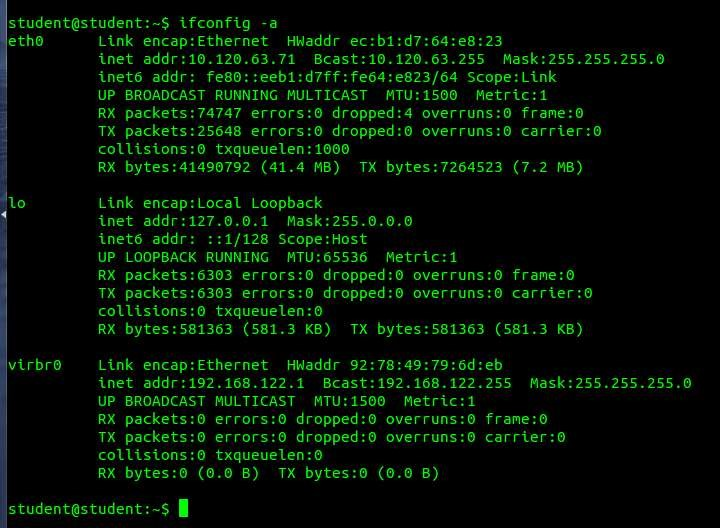 student@student:~$ ifconfig -a
eth0      Link encap:Ethernet  HWaddr ec:b1:d7:64:e8:23
          inet addr:10.120.63.71  Bcast:10.120.63.255  Mask:255.255.255.0
          inet6 addr: fe80::eeb1:d7ff:fe64:e823/64 Scope:Link
          UP BROADCAST RUNNING MULTICAST  MTU:1500  Metric:1
          RX packets:74747 errors:0 dropped:4 overruns:0 frame:0
          TX packets:25648 errors:0 dropped:0 overruns:0 carrier:0
          collisions:0 txqueuelen:1000
          RX bytes:41490792 (41.4 MB)  TX bytes:7264523 (7.2 MB)

lo        Link encap:Local Loopback
          inet addr:127.0.0.1  Mask:255.0.0.0
          inet6 addr: ::1/128 Scope:Host
          UP LOOPBACK RUNNING  MTU:65536  Metric:1
          RX packets:6303 errors:0 dropped:0 overruns:0 frame:0
          TX packets:6303 errors:0 dropped:0 overruns:0 carrier:0
          collisions:0 txqueuelen:0
          RX bytes:581363 (581.3 KB)  TX bytes:581363 (581.3 KB)

virbr0    Link encap:Ethernet  HWaddr 92:78:49:79:6d:eb
          inet addr:192.168.122.1  Bcast:192.168.122.255  Mask:255.255.255.0
          UP BROADCAST MULTICAST  MTU:1500  Metric:1
          RX packets:0 errors:0 dropped:0 overruns:0 frame:0
          TX packets:0 errors:0 dropped:0 overruns:0 carrier:0
          collisions:0 txqueuelen:0
          RX bytes:0 (0.0 B)  TX bytes:0 (0.0 B)

student@student:~$